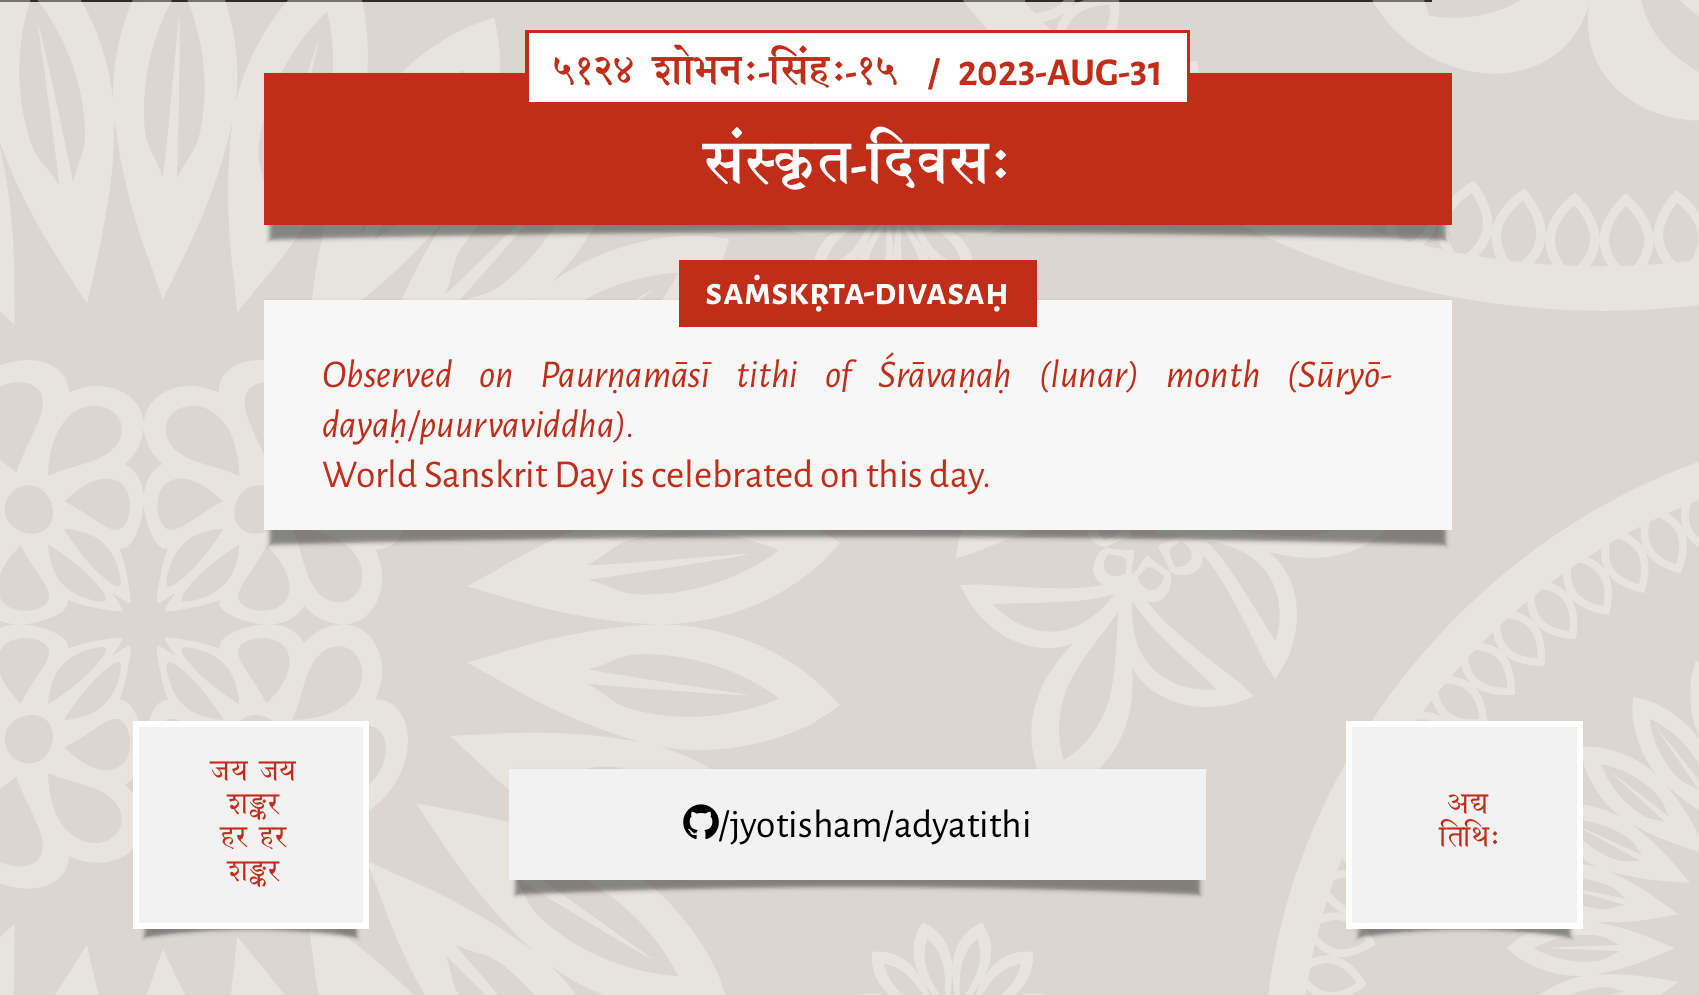 ५१२४ शोभनः-सिंहः-१५ / 2023-AUG-31
संस्कृत-दिवसः
SAṀSKṚTA-DIVASAḤ
Observed on Paurṇamāsī tithi of Śrāvaṇaḥ (lunar) month (Sūryō-
dayaḥ/puurvaviddha).
World Sanskrit Day is celebrated on this day.
जय जय
शङ्कर
हर हर
शङ्कर
/jyotisham/adyatithi
अद्य
तिथिः